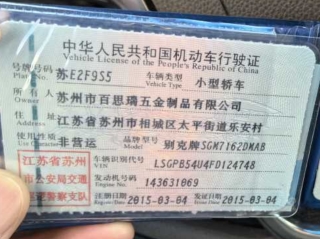 中华人民共和国机动车行驶证
Vehicle License of the People's Republic of China
号牌号码 苏E2F9S5 车辆类型 小型轿车
Plate No. Vehicle Type
所有人 苏州市百思瑞五金制品有限公司
Owner
住址 江苏省苏州市相城区太平街道乐安村
Address
使用性质 非营运 品牌型号 别克牌SGM7162DMAB
Use Character Model
江苏省苏州 车辆识别代号 LSGPB54U4FD124748
VIN
市公安局交通 发动机号码 143631069
Engine No.
巡逻警察支队 注册日期 2015-03-04 发证日期 2015-03-04
Register Date Issue Date